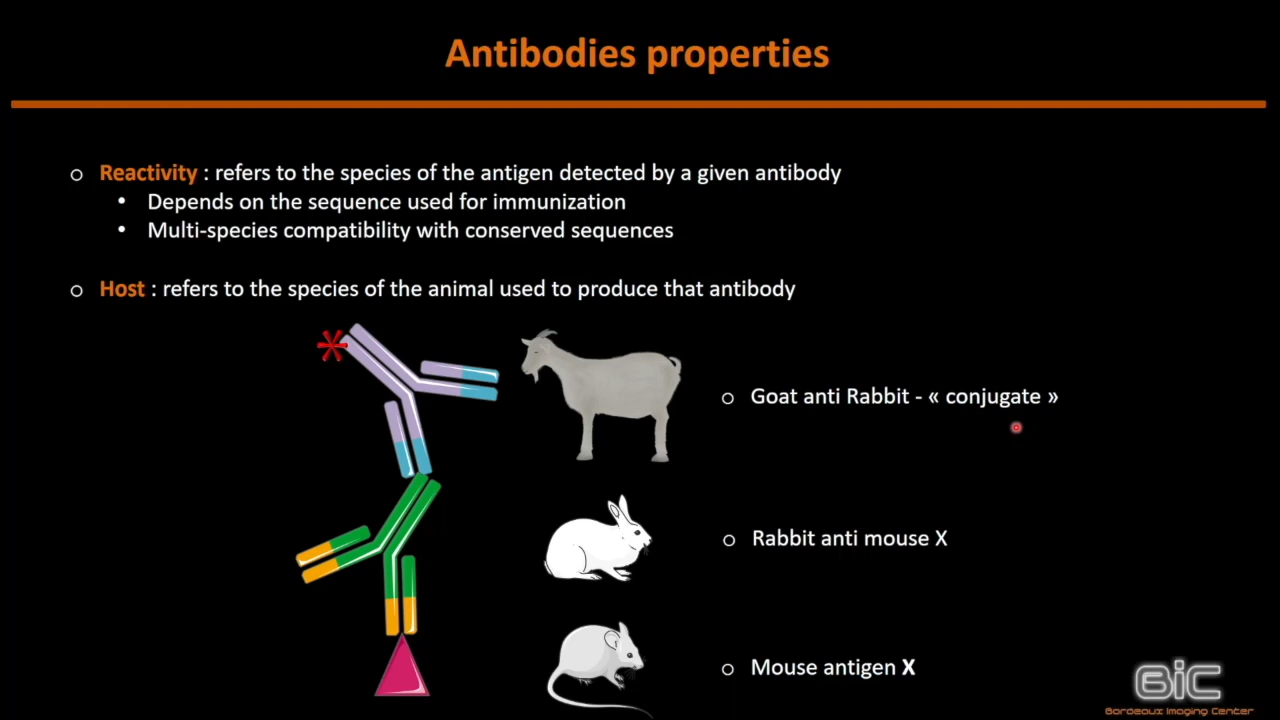 Antibodies properties
Reactivity : refers to the species of the antigen detected by a given antibody
Depends on the sequence used for immunization
Multi-species compatibility with conserved sequences
Host : refers to the species of the animal used to produce that antibody
Goat anti Rabbit - « conjugate »
Rabbit anti mouse X
Mouse antigen X
BiC
Bordeaux Imaging Center